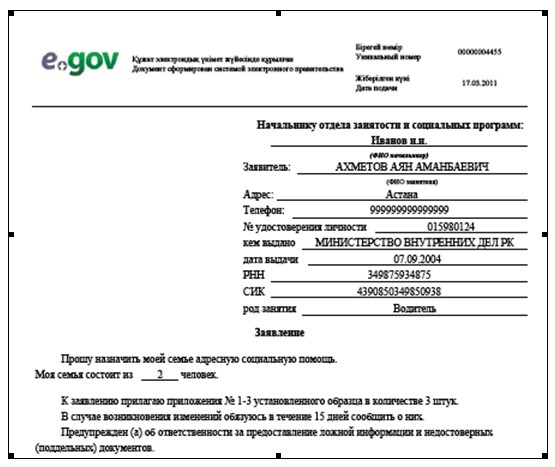 e.gov
Құжат электрондық үкімет жүйесінде құрылған
Документ сформирован системой электронного правительства
Бірегей нөмір
Уникальный номер
00000004455
Жіберілген күні
Дата подачи
17.03.2011
Начальнику отдела занятости и социальных программ:
Иванов и.и.
(ФИО начальнику)
Заявитель: АХМЕТОВ АЯН АМАНБАЕВИЧ
(ФИО заявителя)
Адрес: Астана
Телефон: 999999999999999
№ удостоверения личности 015980124
кем выдано МИНИСТЕРСТВО ВНУТРЕННИХ ДЕЛ РК
дата выдачи 07.09.2004
РНН 349875934875
СИК 4390850349850938
род занятия Водитель
Заявление
Прошу назначить моей семье адресную социальную помощь.
Моя семья состоит из 2 человек.
К заявлению прилагаю приложения № 1-3 установленного образца в количестве 3 штук.
В случае возникновения изменений обязуюсь в течение 15 дней сообщить о них.
Предупрежден (а) об ответственности за предоставление ложной информации и недостоверных
(поддельных) документов.